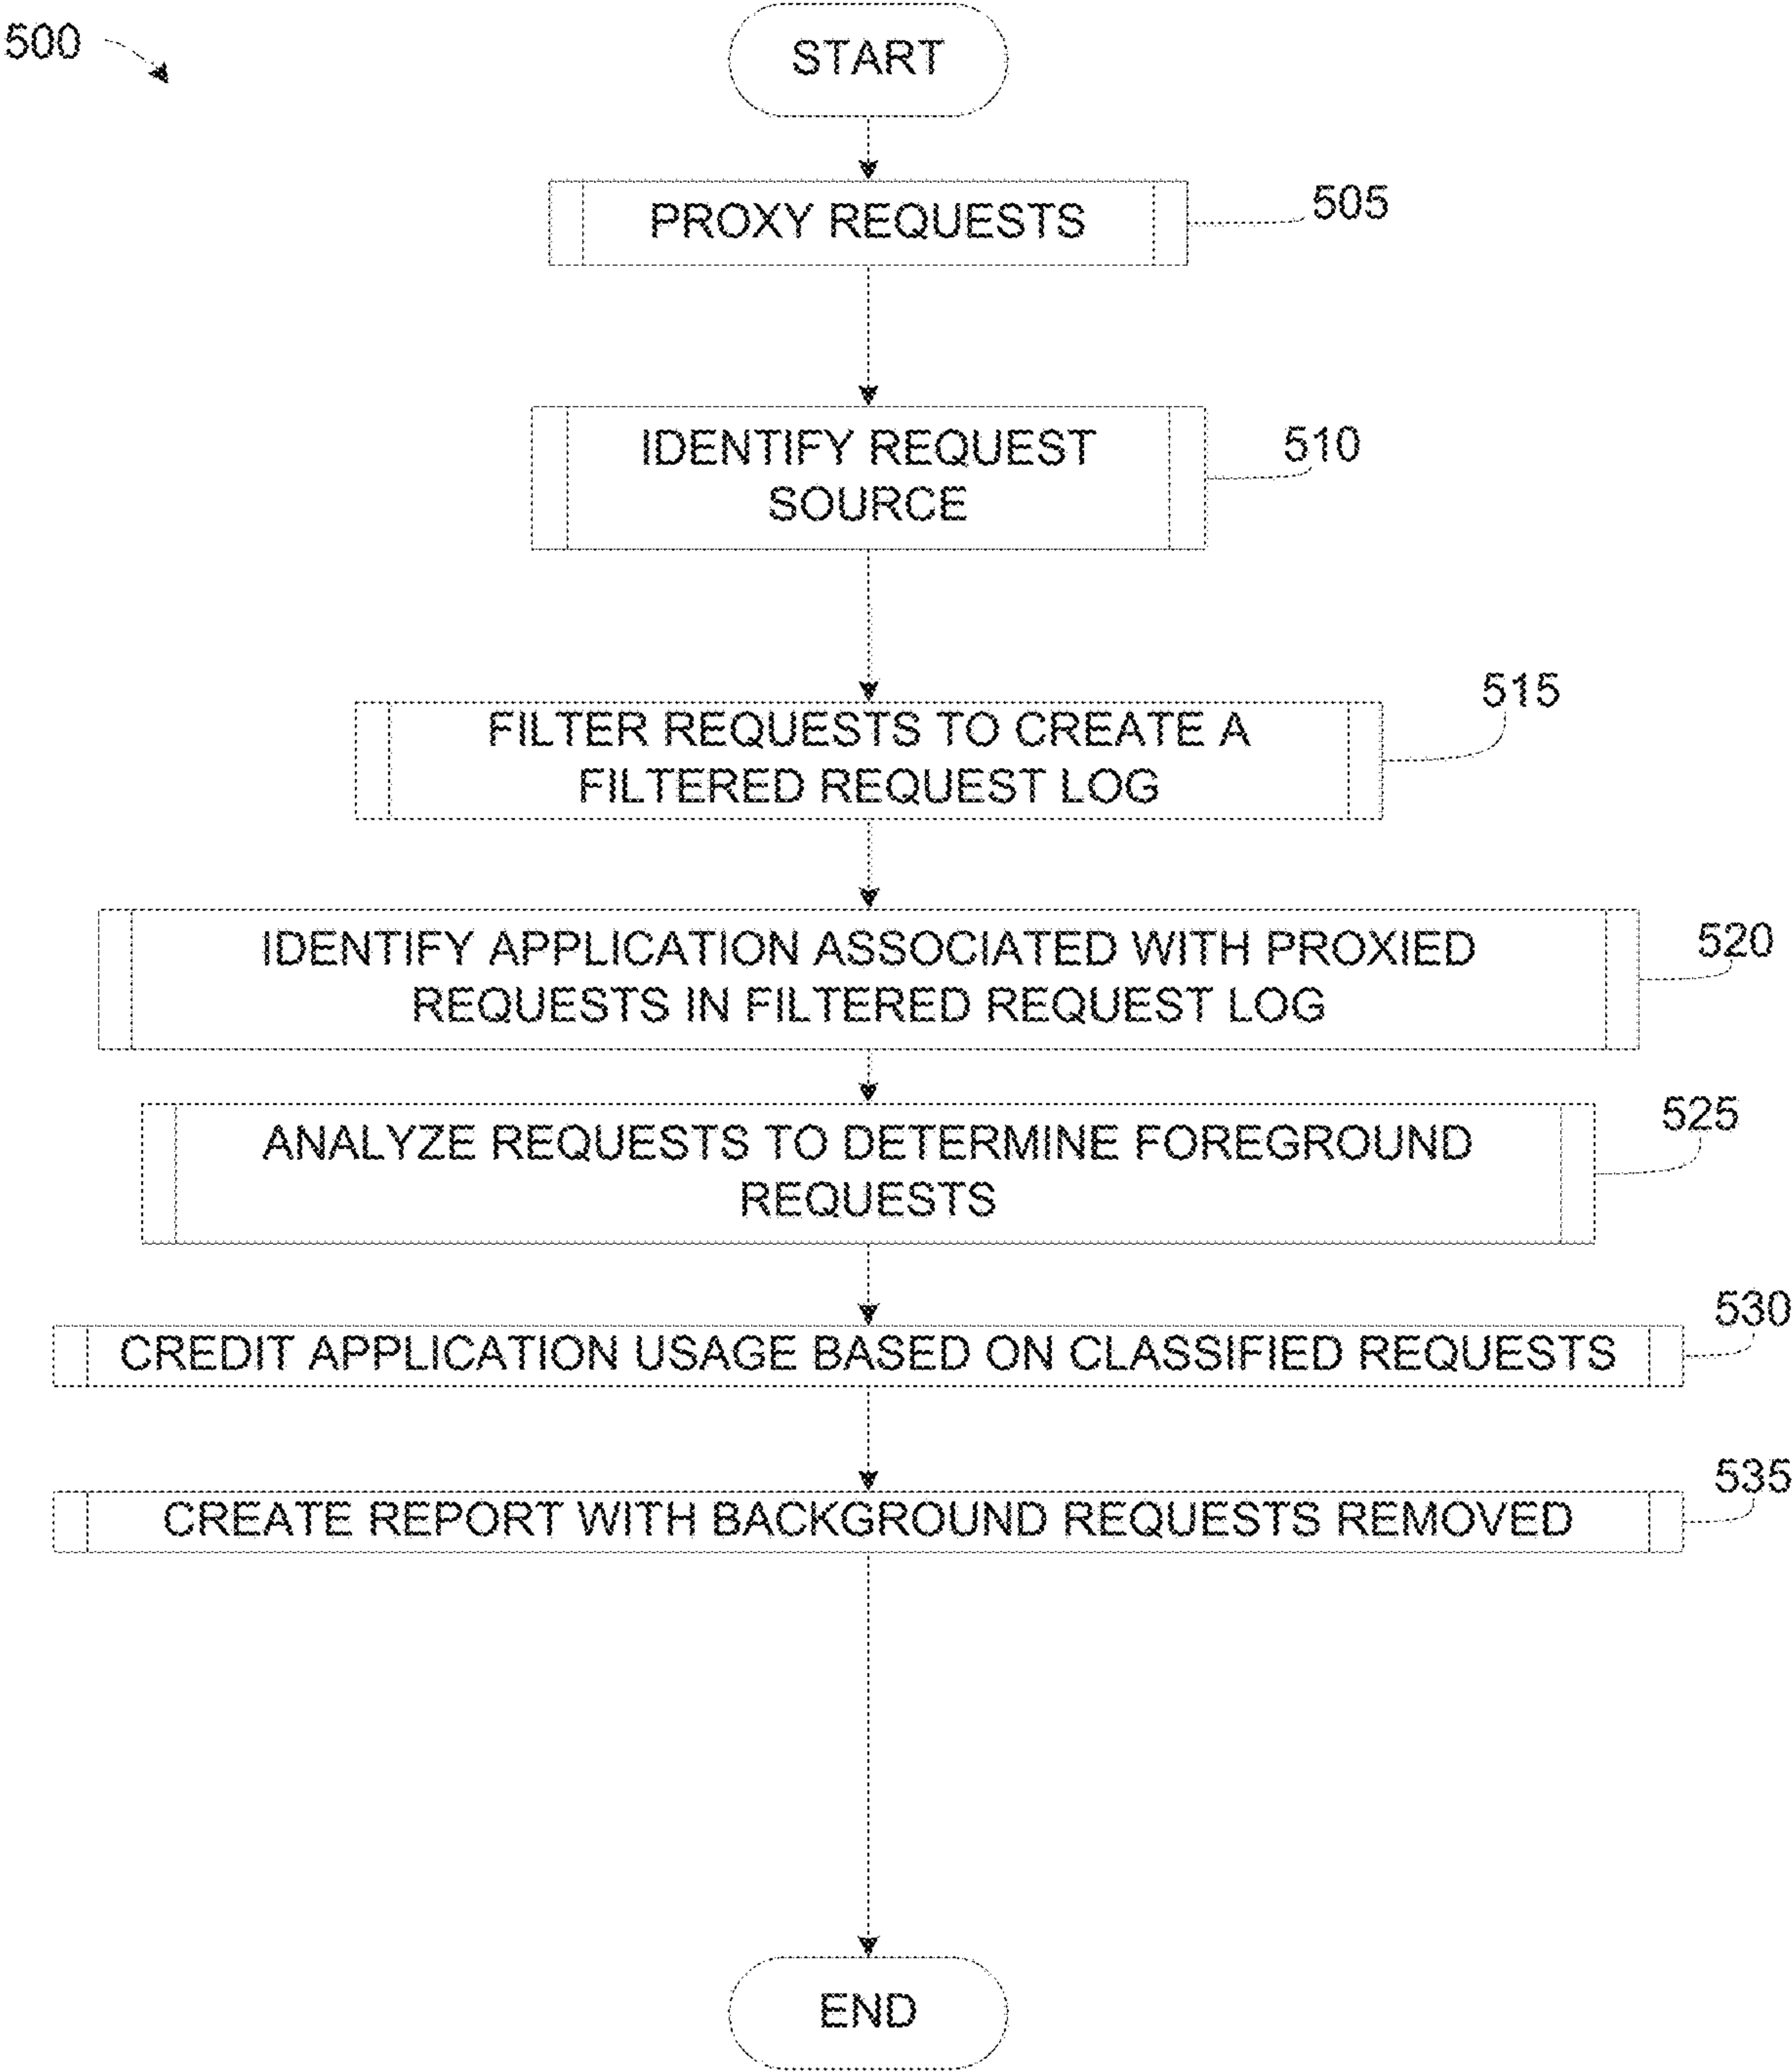 500
START
PROXY REQUESTS
505
IDENTIFY REQUEST
SOURCE
510
FILTER REQUESTS TO CREATE A
FILTERED REQUEST LOG
515
IDENTIFY APPLICATION ASSOCIATED WITH PROXIED
REQUESTS IN FILTERED REQUEST LOG
520
ANALYZE REQUESTS TO DETERMINE FOREGROUND
REQUESTS
525
CREDIT APPLICATION USAGE BASED ON CLASSIFIED REQUESTS
530
CREATE REPORT WITH BACKGROUND REQUESTS REMOVED
535
END